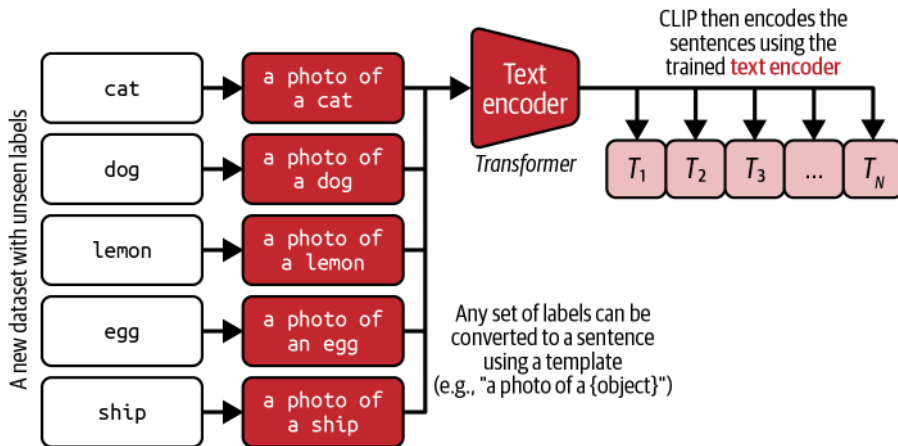 A new dataset with unseen labels
cat
a photo of
a cat
dog
a photo of
a dog
lemon
a photo of
a lemon
egg
a photo of
an egg
ship
a photo of
a ship
Text
encoder
Transformer
CLIP then encodes the
sentences using the
trained text encoder
T1
T2
T3
...
TN
Any set of labels can be
converted to a sentence
using a template
(e.g., "a photo of a {object}")